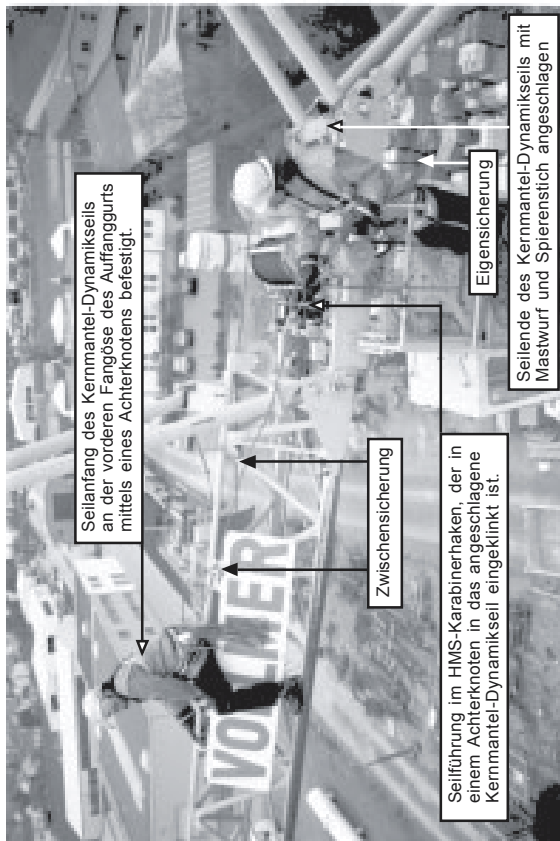 Seilanfang des Kernmantel-Dynamikseils
an der vorderen Fangöse des Auffanggurts
mittels eines Achterknotens befestigt.
VOLLMER
Zwischensicherung
Eigensicherung
Seilführung im HMS-Karabinerhaken, der in
einem Achterknoten in das angeschlagene
Kernmantel-Dynamikseil eingeklinkt ist.
Seilende des Kernmantel-Dynamikseils mit
Mastwurf und Spierenstich angeschlagen